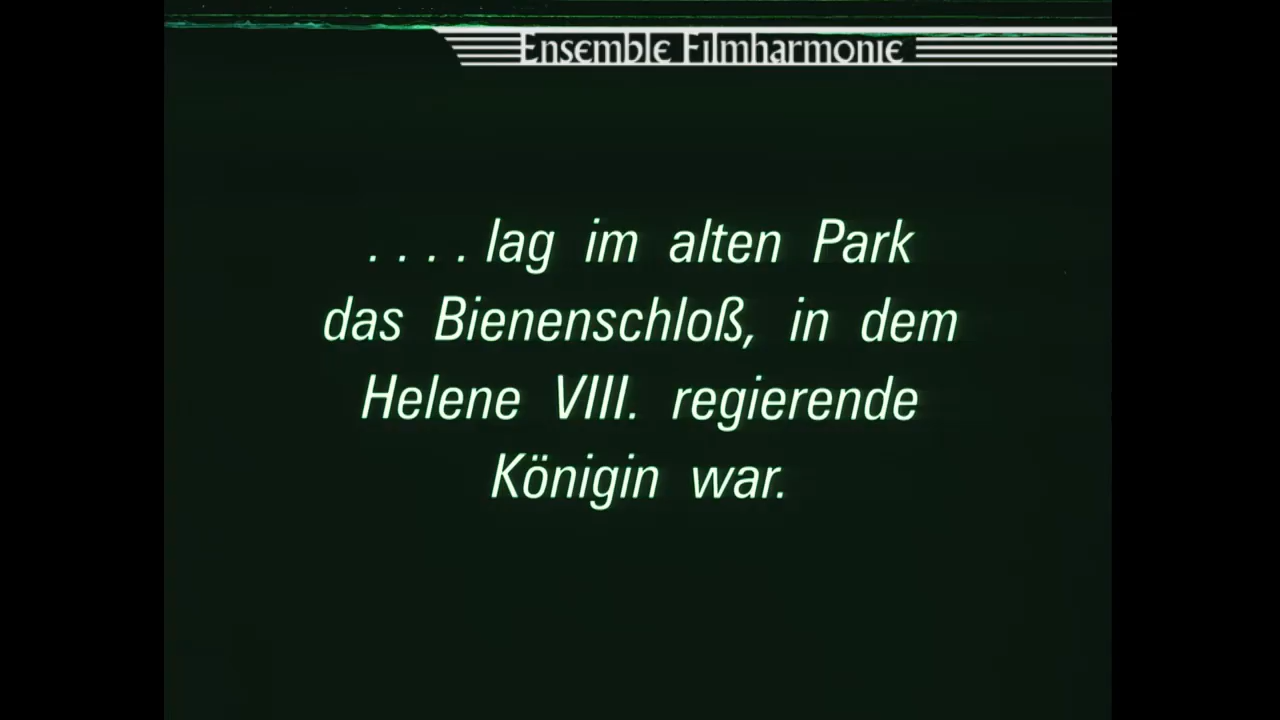 Ensemble Filmharmonie
. . . . lag im alten Park
das Bienenschloß, in dem
Helene VIII. regierende
Königin war.